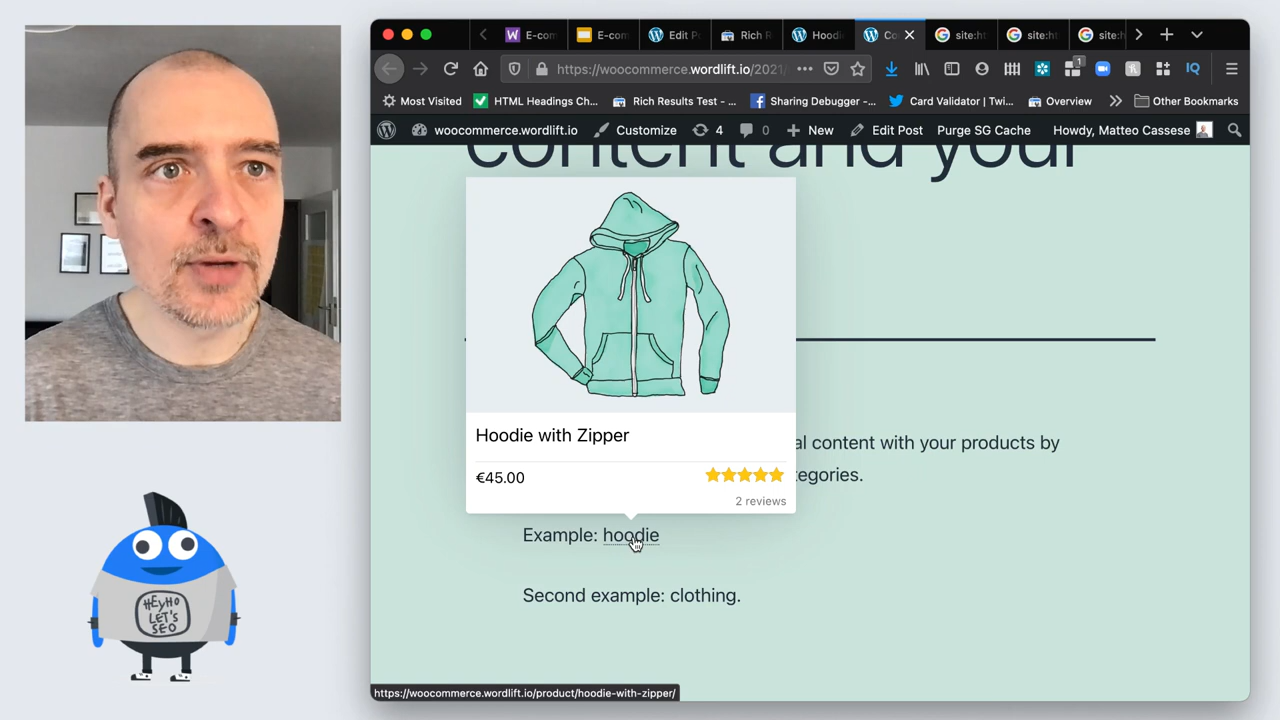 E-com
E-com
Edit P
Rich R
Hoodi
Co
site:ht
site:ht
site:h
https://woocommerce.wordlift.io/2021/
1
IQ
Most Visited
HTML Headings Ch...
Rich Results Test - ...
Sharing Debugger -...
Card Validator | Twi...
Overview
Other Bookmarks
woocommerce.wordlift.io
Customize
4
0
New
Edit Post
Purge SG Cache
Howdy, Matteo Cassese
content and your
Hoodie with Zipper
€45.00
2 reviews
al content with your products by
tegories.
Example: hoodie
Second example: clothing.
https://woocommerce.wordlift.io/product/hoodie-with-zipper/
HEYHO
LET'S
SEO